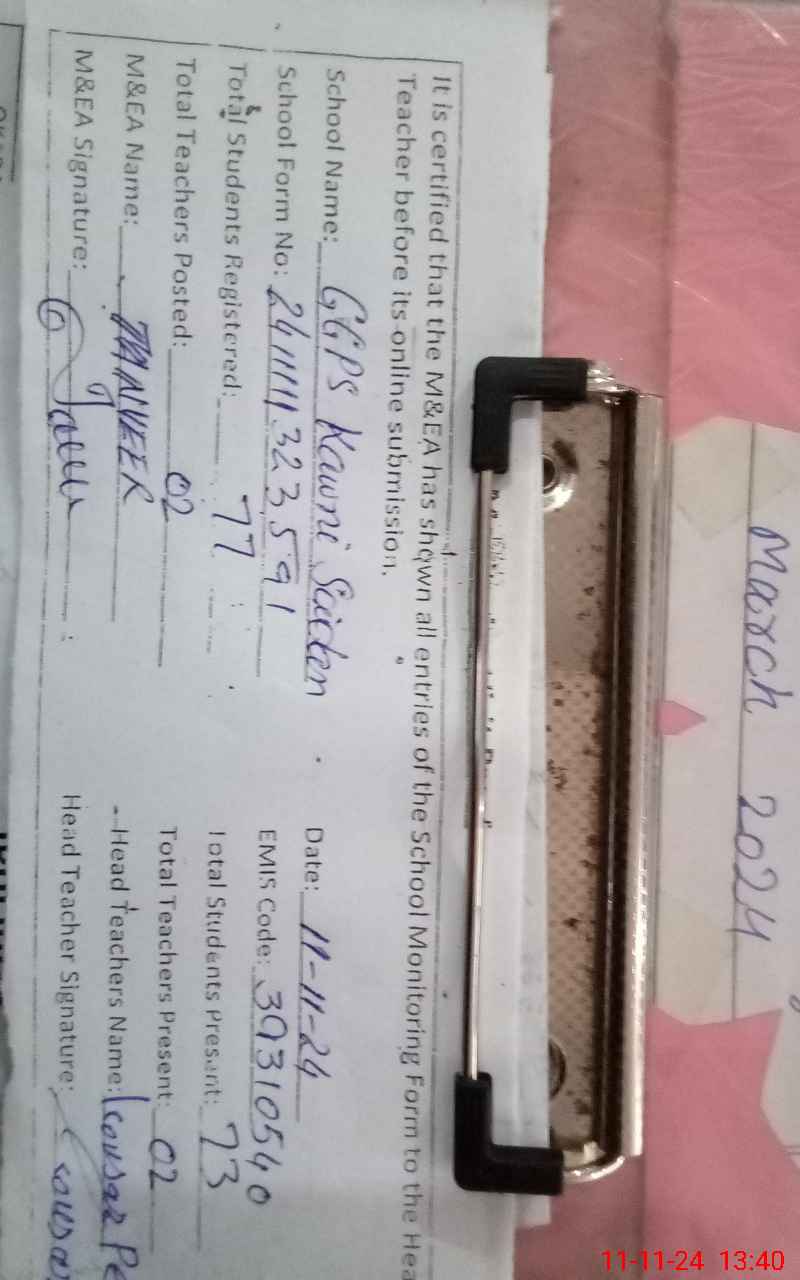 March 2024
It is certified that the M&EA has shown all entries of the School Monitoring Form to the Hea
Teacher before its online submission.
School Name: GGPS Kawni Saidan Date: 11-11-24
School Form No: 241111323591 EMIS Code: 39310540
Total Students Registered: 77 Total Students Present: 73
Total Teachers Posted: 02 Total Teachers Present: 02
M&EA Name: TANVEER Head Teachers Name: Kousar Pe
M&EA Signature: Head Teacher Signature: Kousa
11-11-24 13:40